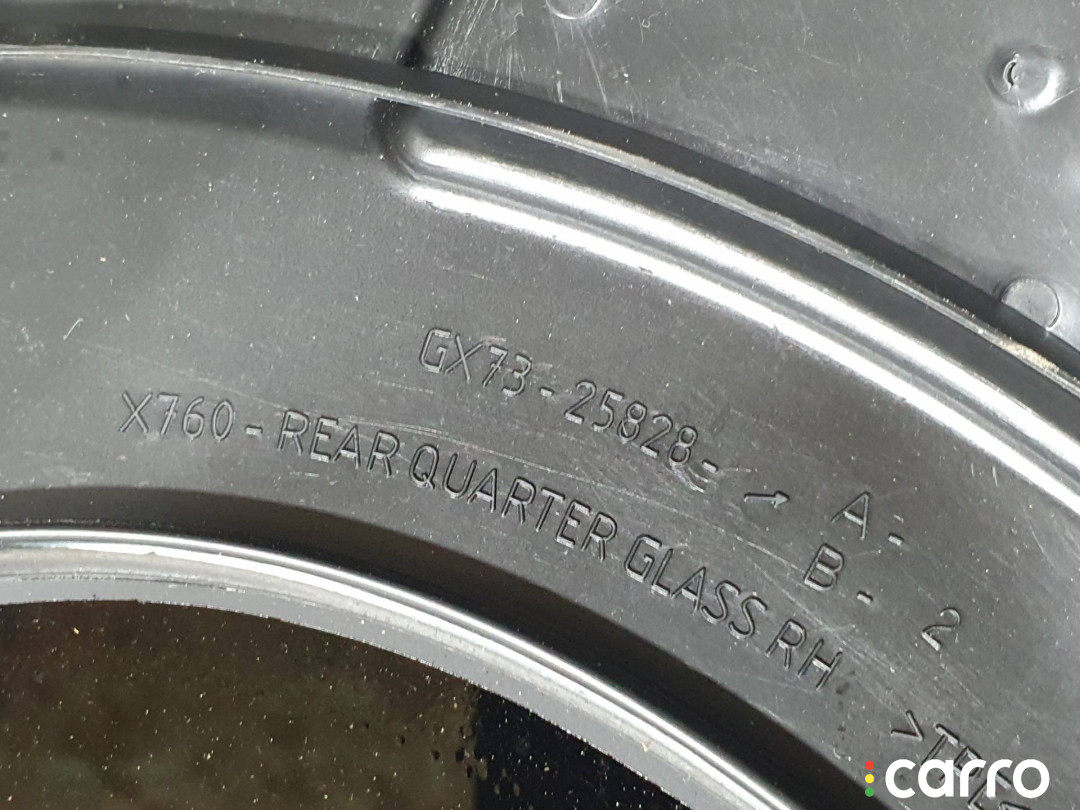 GX73-25828-→ A-
B- 2
X760-REAR QUARTER GLASS RH
carro